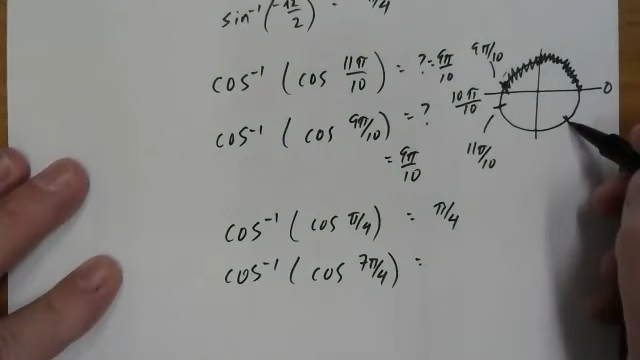 sin⁻¹(-√2/2) = π/4
cos⁻¹ ( cos 11π/10 ) = ? = 9π/10
cos⁻¹ ( cos 9π/10 ) = ?
= 9π/10
9π/10
10π/10
0
11π/10
cos⁻¹ ( cos π/4 ) = π/4
cos⁻¹ ( cos 7π/4 ) =